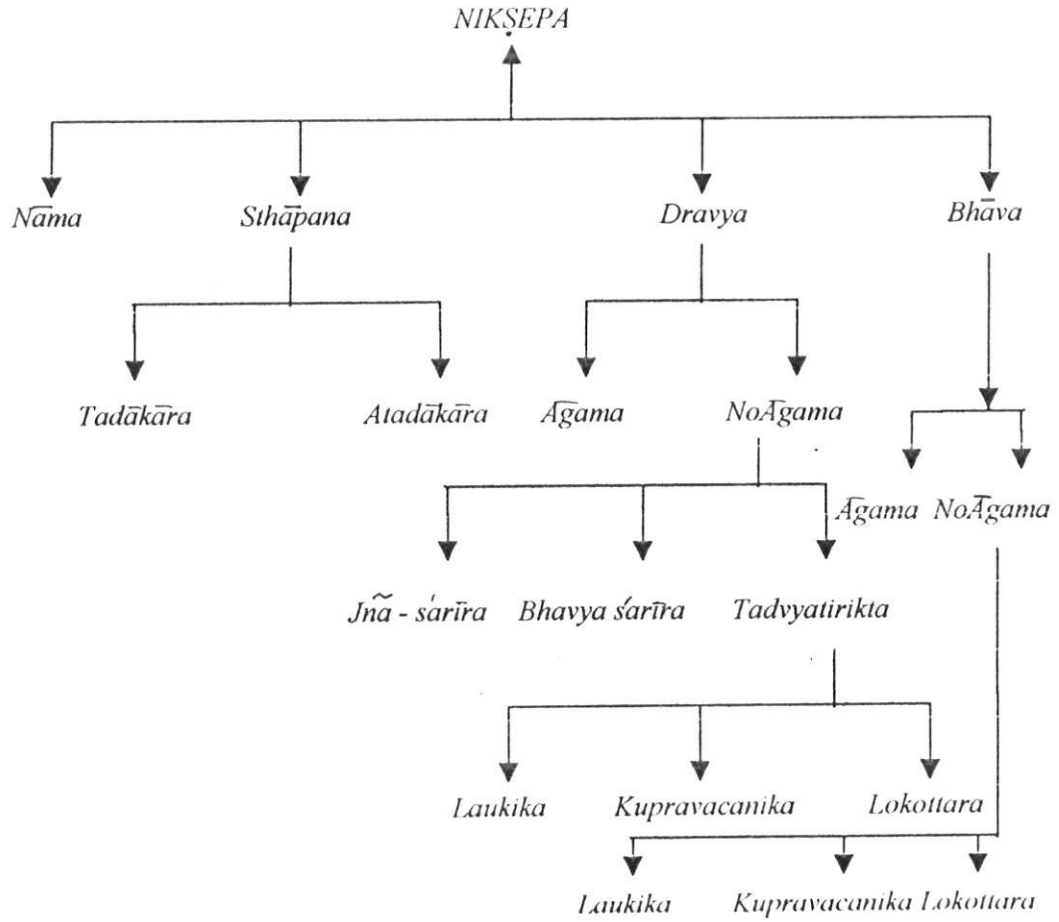 NIKṢEPA
Nāma Sthāpana Dravya Bhāva
Tadākāra Atadākāra Āgama NoĀgama
Āgama NoĀgama
Jñā - śarīra Bhavya śarīra Tadvyatirikta
Laukika Kupravacanika Lokottara
Laukika Kupravacanika Lokottara